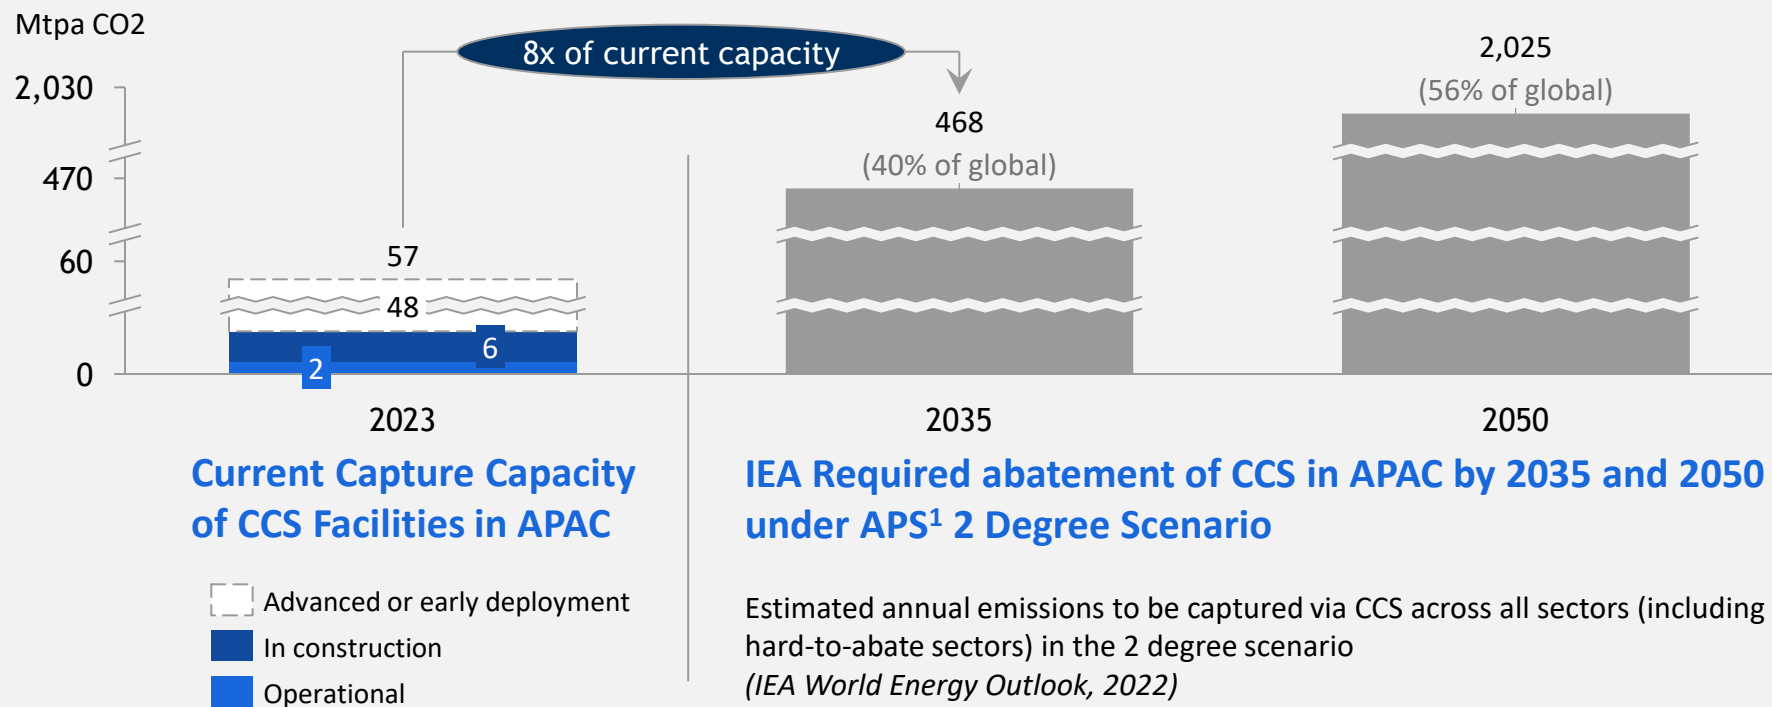 Mtpa CO2
2,030
470
60
0
8x of current capacity
57
48
6
2
468
(40% of global)
2,025
(56% of global)
2023
2035
2050
Current Capture Capacity
of CCS Facilities in APAC
Advanced or early deployment
In construction
Operational
IEA Required abatement of CCS in APAC by 2035 and 2050
under APS¹ 2 Degree Scenario
Estimated annual emissions to be captured via CCS across all sectors (including
hard-to-abate sectors) in the 2 degree scenario
(IEA World Energy Outlook, 2022)